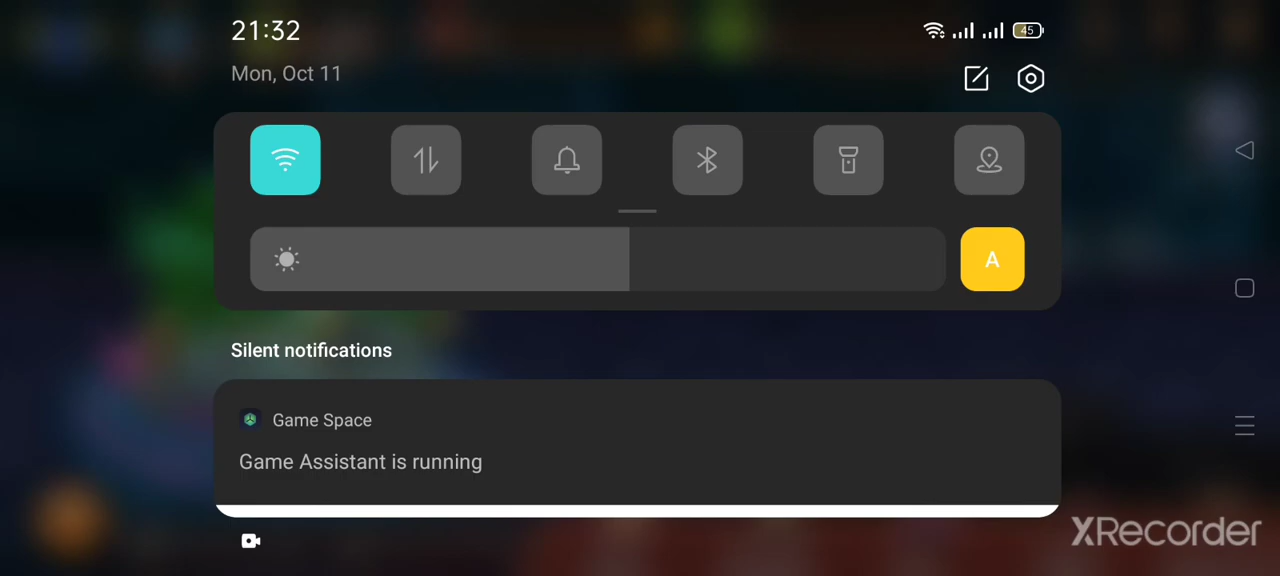 21:32
45
Mon, Oct 11
A
Silent notifications
Game Space
Game Assistant is running
XRecorder